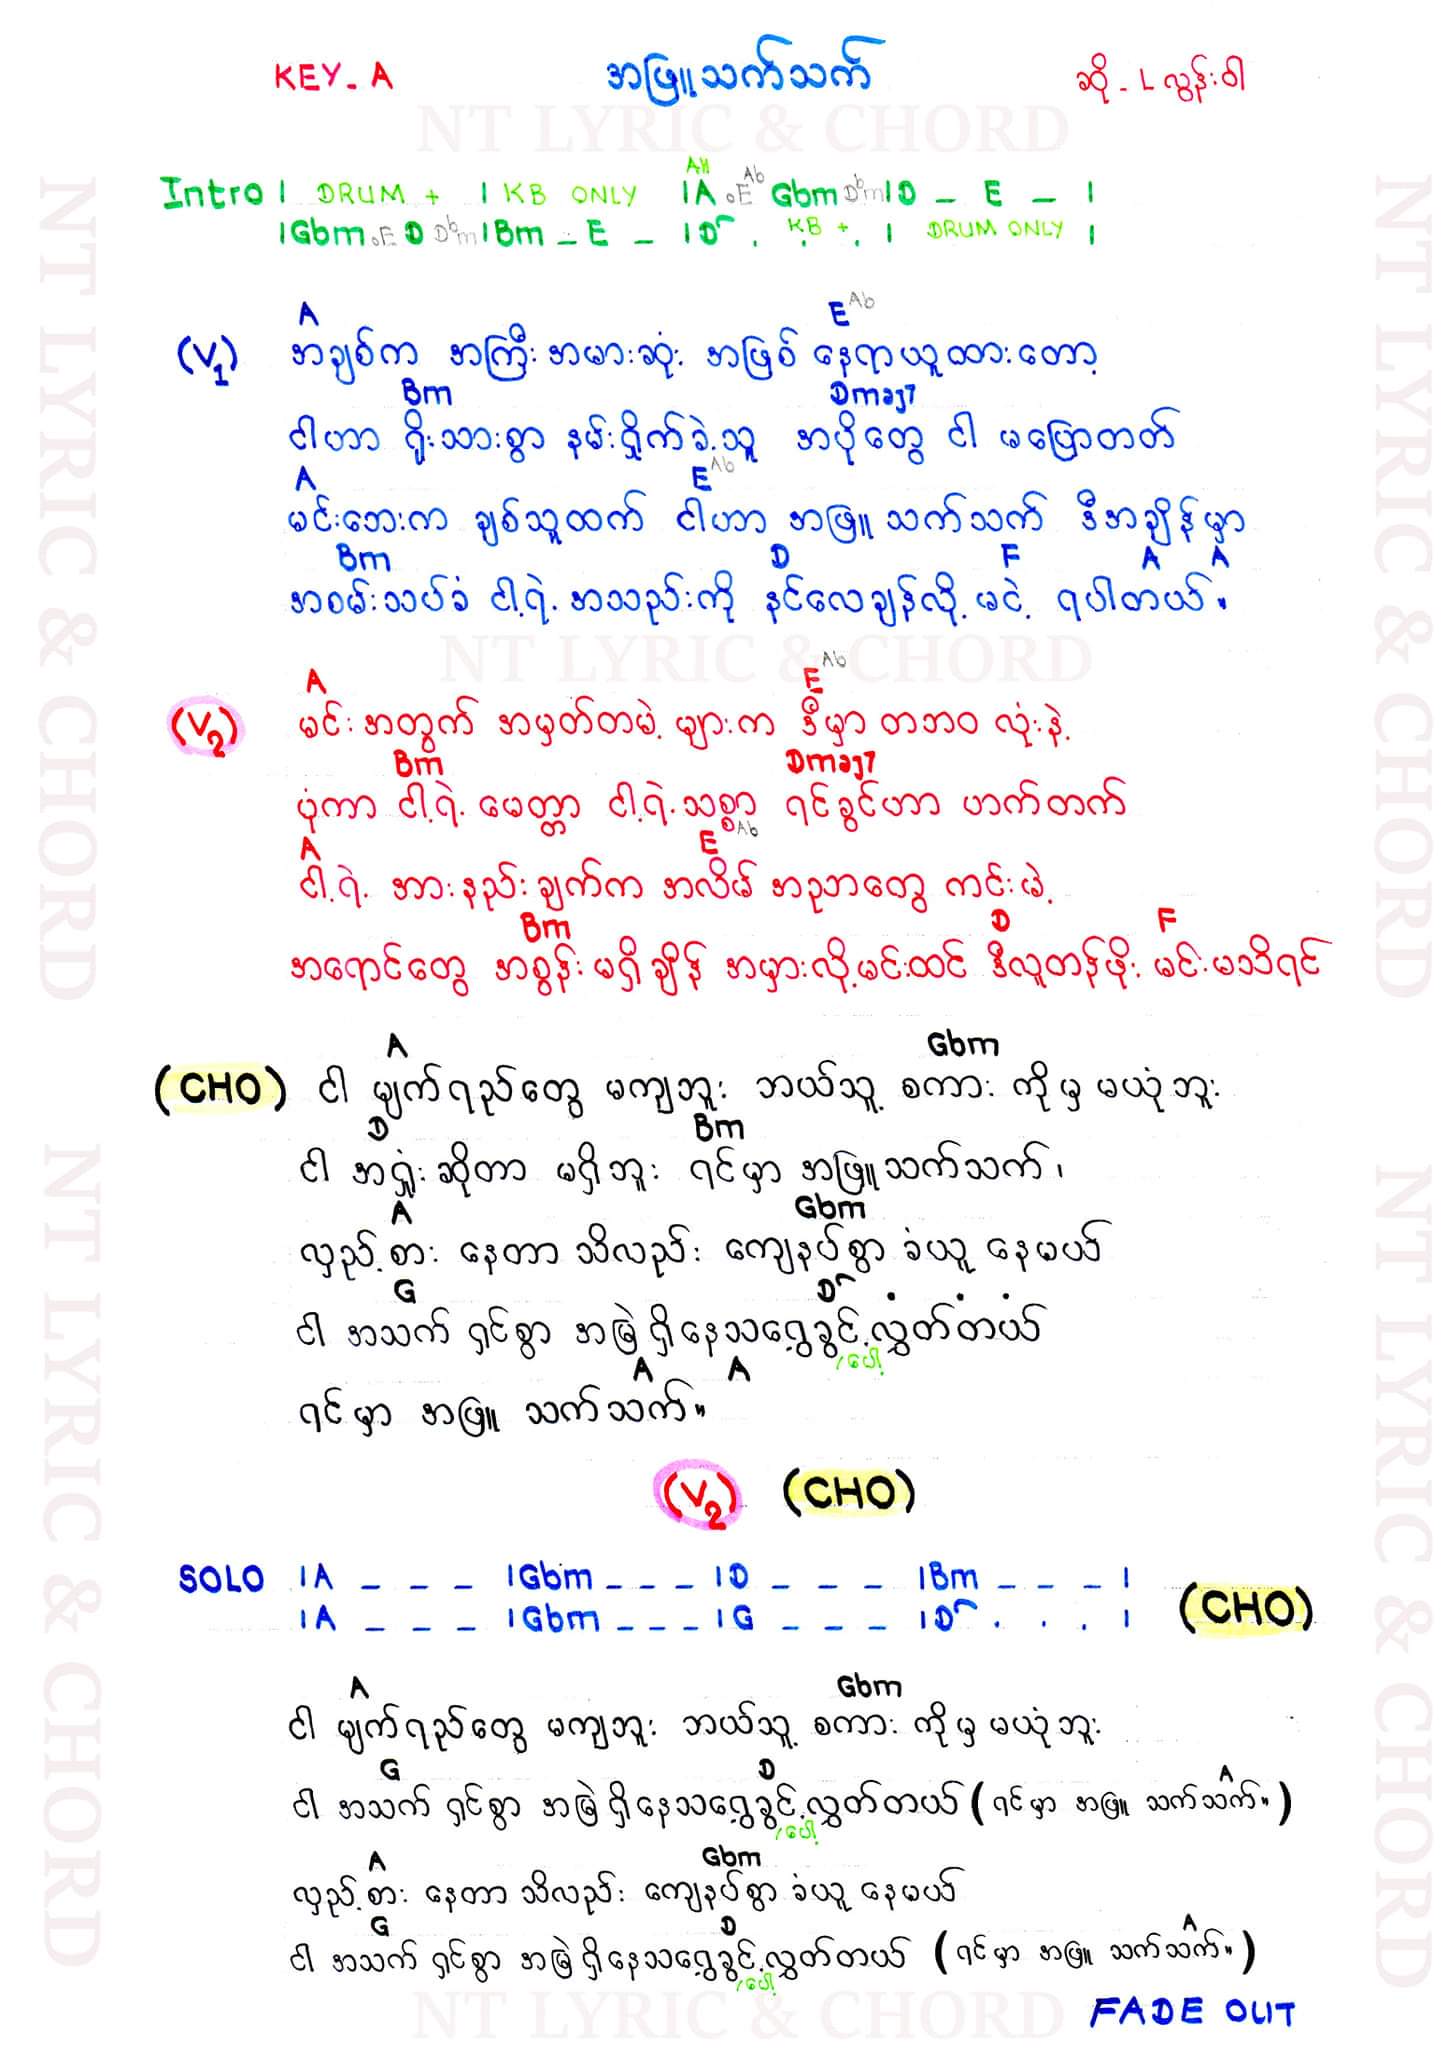 KEY - A
အဖြူသက်သက်
ဆို - L လွန်းဝါ
NT LYRIC & CHORD
All
Ab
Intro | DRUM + | KB ONLY | A . E Gbm Dbm | D - E - |
| Gbm . E D Dbm | Bm - E - | D . KB + . | DRUM ONLY |
A E Ab
(V1) အချစ်က အကြီး အမားဆုံး အဖြစ် နေရာယူထားတော့
Bm Dmaj7
ငါဟာ ရိုးသားစွာ နမ်းရှိုက်ခဲ့သူ အပိုတွေ ငါ မပြောတတ်
A E Ab
မင်းဘေးက ချစ်သူထက် ငါဟာ အဖြူ သက်သက် ဒီအချိန်မှာ
Bm D F A A
အစမ်းသပ်ခံ ငါ့ရဲ့ အသည်းကို နင်လေချန်လို့ မင့် ရပါတယ်။
NT LYRIC & CHORD
A E Ab
(V2) မင်း အတွက် အမှတ်တမဲ့ များက ဒီမှာ တဘဝ လုံးနဲ့
Bm Dmaj7
ပုံကာ ငါ့ရဲ့ မေတ္တာ ငါ့ရဲ့သစ္စာ ရင်ခွင်ဟာ ဟက်တက်
A E Ab
ငါ့ရဲ့ အားနည်းချက်က အလိမ် အညာတွေ ကင်းမဲ့
Bm D F
အရောင်တွေ အစွန်းမရှိချိန် အမှားလို့မင်းထင် ဒီလူတန်ဖိုး မင်းမသိရင်
A Gbm
(CHO) ငါ မျက်ရည်တွေ မကျဘူး ဘယ်သူ့ စကား ကိုမှ မယုံဘူး
D Bm
ငါ အရှုံးဆိုတာ မရှိဘူး ရင်မှာ အဖြူသက်သက်၊
A Gbm
လှည့်စား နေတာ သိလည်း ကျေနပ်စွာ ခံယူ နေမယ်
G D . . .
ငါ အသက် ရှင်စွာ အမြဲရှိနေသရွေ့ခွင့်လွှတ်တယ်
/ပေါ့
A A
ရင်မှာ အဖြူ သက်သက်။
(V2) (CHO)
SOLO | A - - - | Gbm - - - | D - - - | Bm - - - |
| A - - - | Gbm - - - | G - - - | D . . . | (CHO)
A Gbm
ငါ မျက်ရည်တွေ မကျဘူး ဘယ်သူ့ စကား ကိုမှ မယုံဘူး
G D A
ငါ အသက် ရှင်စွာ အမြဲရှိနေသရွေ့ခွင့်လွှတ်တယ် (ရင်မှာ အဖြူ သက်သက်။)
/ပေါ့
A Gbm
လှည့်စား နေတာ သိလည်း ကျေနပ်စွာ ခံယူ နေမယ်
G D A
ငါ အသက် ရှင်စွာ အမြဲရှိနေသရွေ့ခွင့်လွှတ်တယ် (ရင်မှာ အဖြူ သက်သက်။)
/ပေါ့
NT LYRIC & CHORD
FADE OUT
NT LYRIC & CHORD
NT LYRIC & CHORD
NT LYRIC & CHORD
NT LYRIC & CHORD